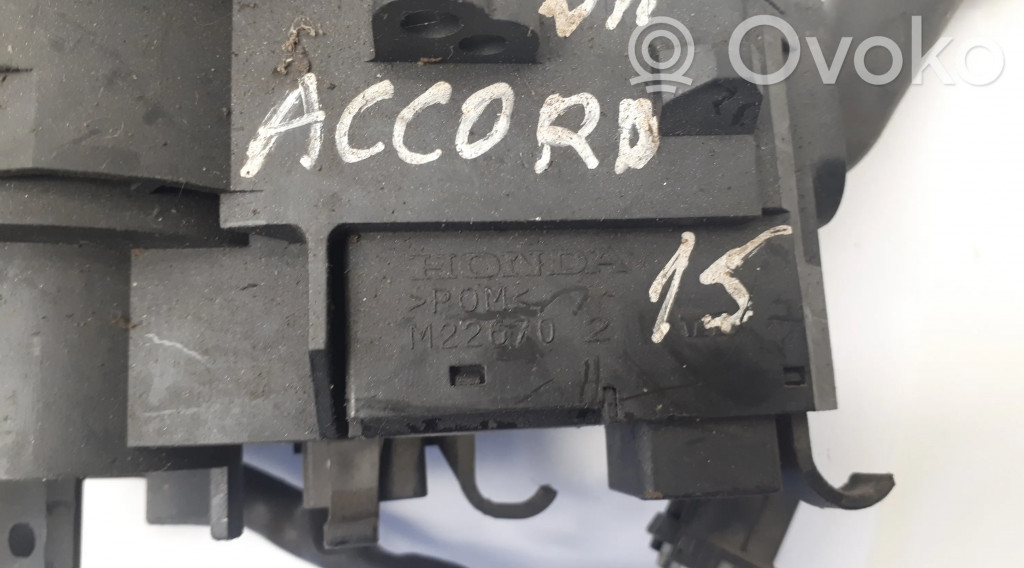 Ovoko
ACCORD
15
HONDA
>POM<
M22670 2
H